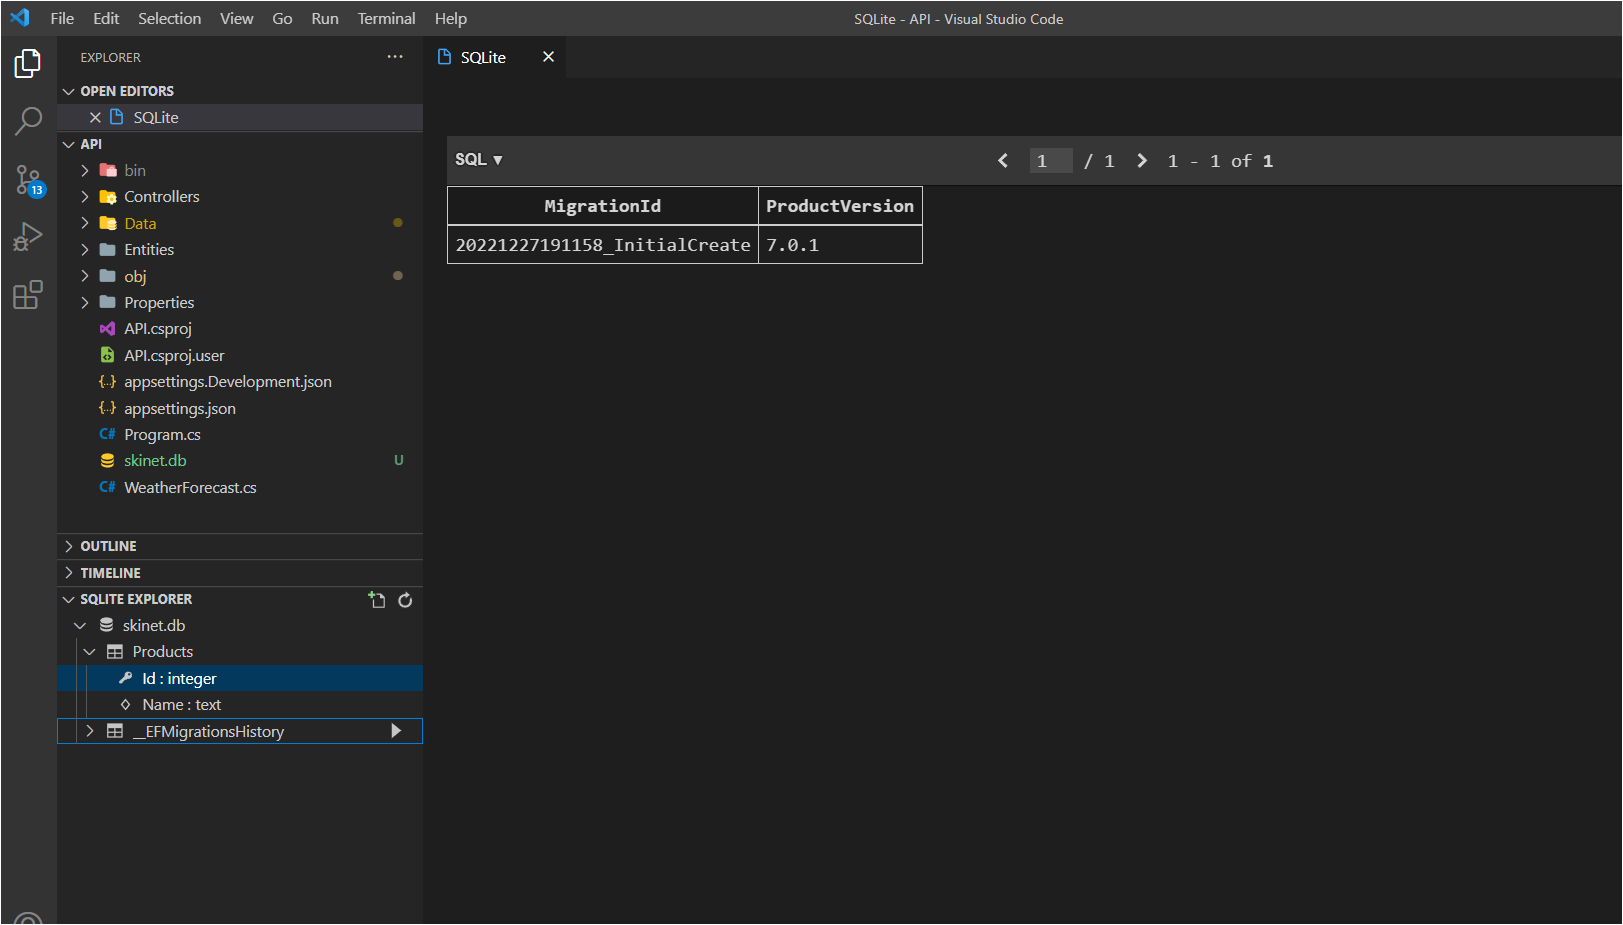 File Edit Selection View Go Run Terminal Help
SQLite - API - Visual Studio Code
EXPLORER
OPEN EDITORS
SQLite
API
bin
Controllers
Data
Entities
obj
Properties
API.csproj
API.csproj.user
{..} appsettings.Development.json
{..} appsettings.json
C# Program.cs
skinet.db U
C# WeatherForecast.cs
OUTLINE
TIMELINE
SQLITE EXPLORER
skinet.db
Products
Id : integer
Name : text
__EFMigrationsHistory
13
SQLite
SQL ▼ 1 / 1 1 - 1 of 1
MigrationId ProductVersion
20221227191158_InitialCreate 7.0.1